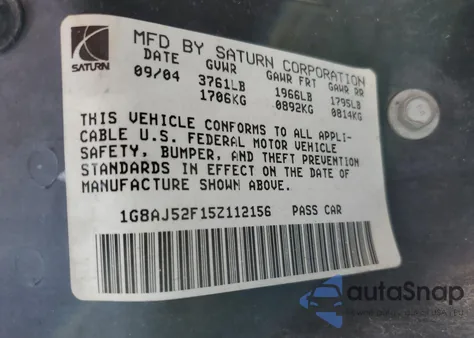 MFD BY SATURN CORPORATION
SATURN
DATE GVWR GAWR FRT GAWR RR
09/04 3761LB 1966LB 1795LB
1706KG 0892KG 0814KG
THIS VEHICLE CONFORMS TO ALL APPLI-
CABLE U.S. FEDERAL MOTOR VEHICLE
SAFETY, BUMPER, AND THEFT PREVENTION
STANDARDS IN EFFECT ON THE DATE OF
MANUFACTURE SHOWN ABOVE.
1G8AJ52F15Z112156 PASS CAR
autoSnap